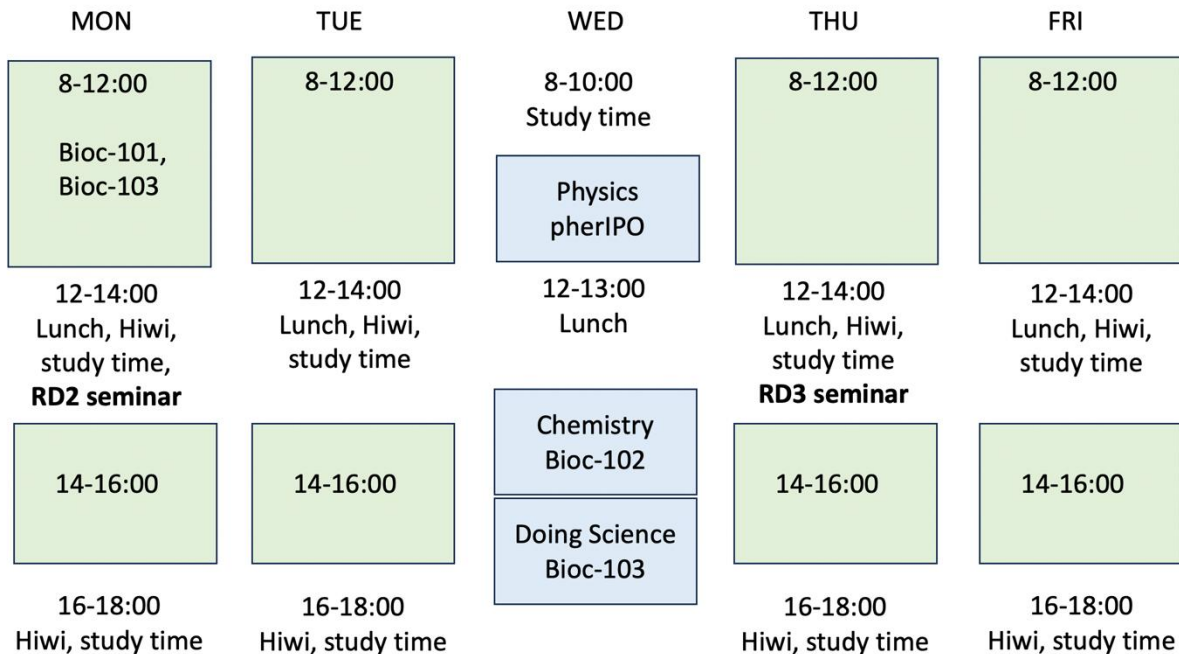 MON
8-12:00
Bioc-101,
Bioc-103
12-14:00
Lunch, Hiwi,
study time,
RD2 seminar
14-16:00
16-18:00
Hiwi, study time
TUE
8-12:00
12-14:00
Lunch, Hiwi,
study time
14-16:00
16-18:00
Hiwi, study time
WED
8-10:00
Study time
Physics
pherIPO
12-13:00
Lunch
Chemistry
Bioc-102
Doing Science
Bioc-103
THU
8-12:00
12-14:00
Lunch, Hiwi,
study time
RD3 seminar
14-16:00
16-18:00
Hiwi, study time
FRI
8-12:00
12-14:00
Lunch, Hiwi,
study time
14-16:00
16-18:00
Hiwi, study time